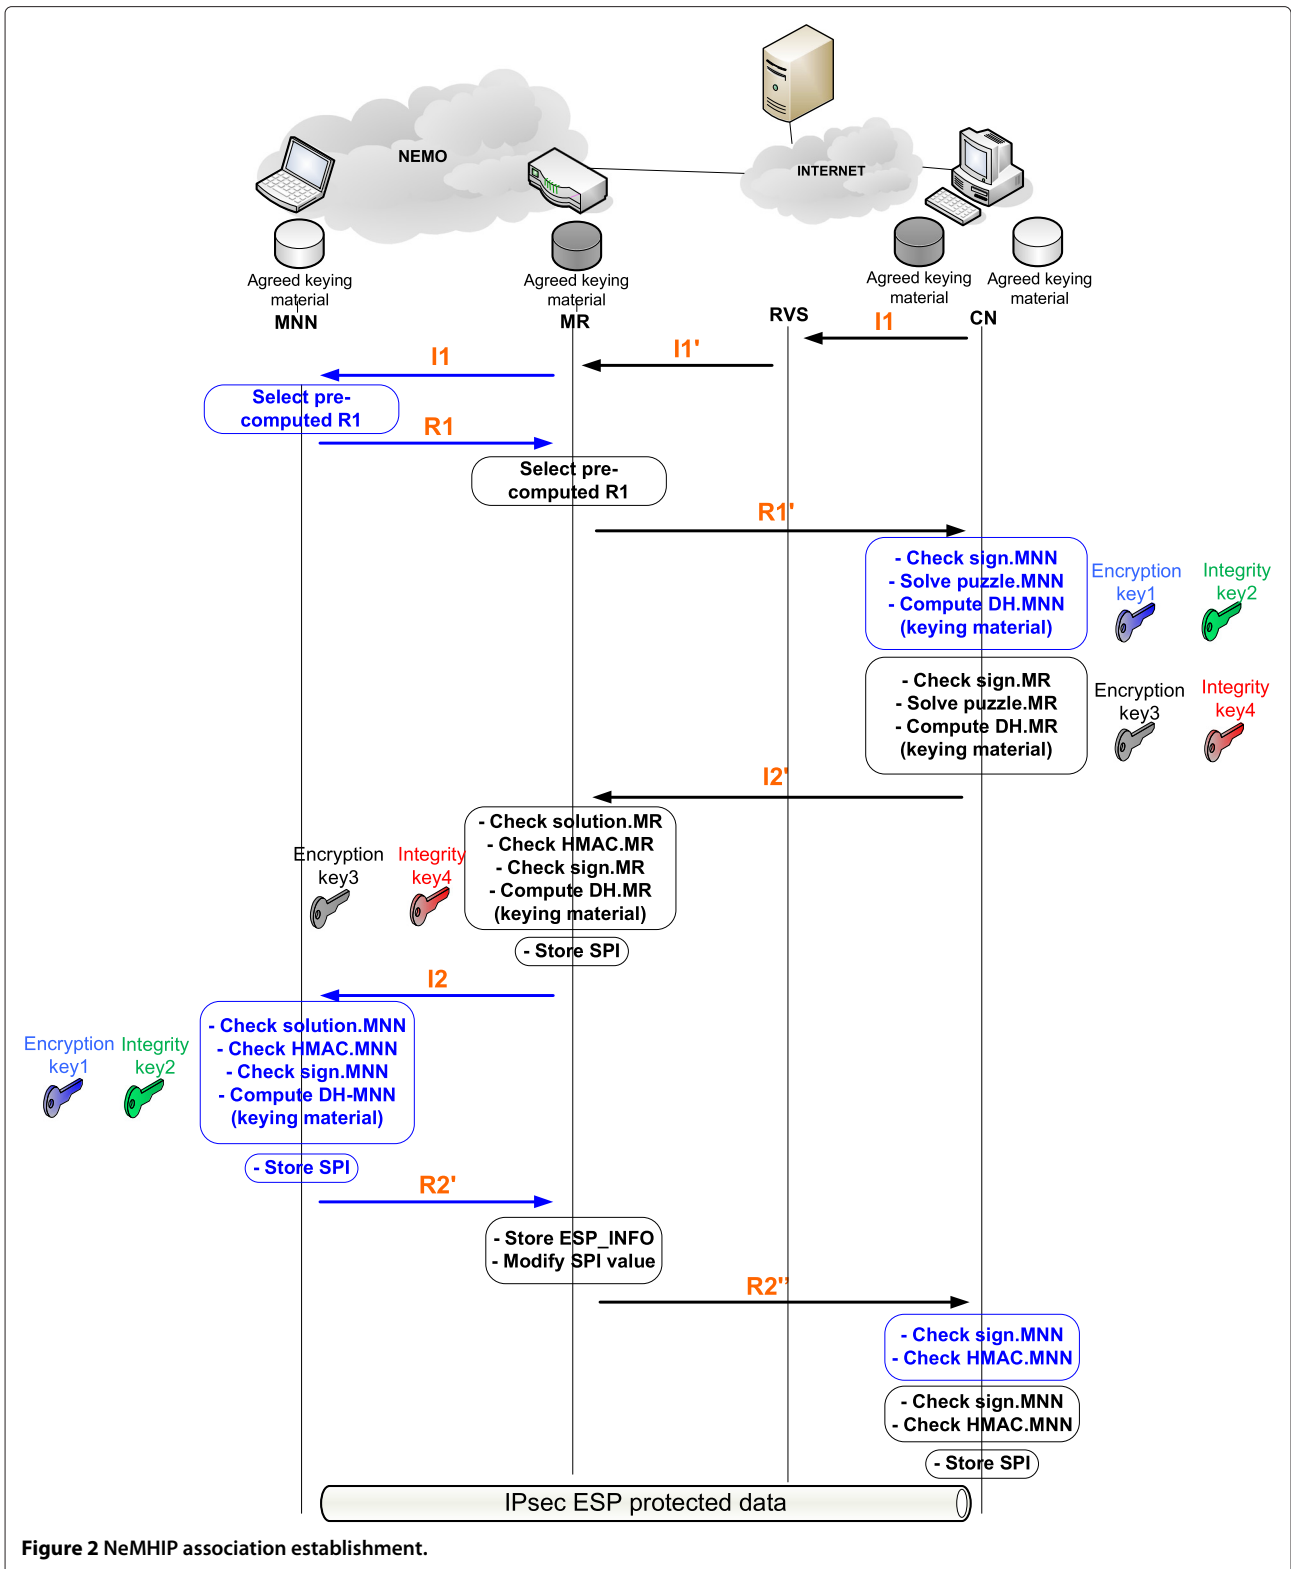 NEMO
INTERNET
Agreed keying
material
MNN
Agreed keying
material
MR
RVS
Agreed keying
material
Agreed keying
material
CN
I1
I1'
I1
Select pre-
computed R1
R1
Select pre-
computed R1
R1'
- Check sign.MNN
- Solve puzzle.MNN
- Compute DH.MNN
(keying material)
Encryption
key1
Integrity
key2
- Check sign.MR
- Solve puzzle.MR
- Compute DH.MR
(keying material)
Encryption
key3
Integrity
key4
I2'
- Check solution.MR
- Check HMAC.MR
- Check sign.MR
- Compute DH.MR
(keying material)
Encryption
key3
Integrity
key4
- Store SPI
I2
- Check solution.MNN
- Check HMAC.MNN
- Check sign.MNN
- Compute DH-MNN
(keying material)
Encryption
key1
Integrity
key2
- Store SPI
R2'
- Store ESP_INFO
- Modify SPI value
R2'’
- Check sign.MNN
- Check HMAC.MNN
- Check sign.MNN
- Check HMAC.MNN
- Store SPI
IPsec ESP protected data
Figure 2 NeMHIP association establishment.